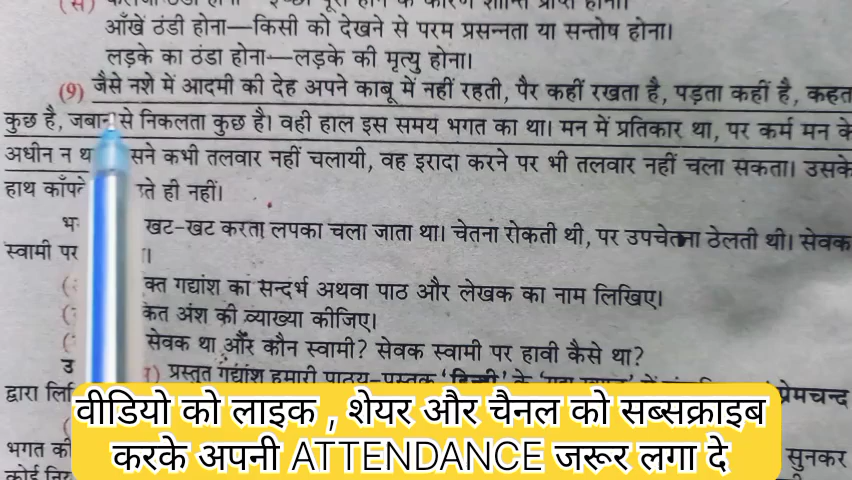 आँखें ठंडी होना—किसी को देखने से परम प्रसन्नता या सन्तोष होना।
लड़के का ठंडा होना—लड़के की मृत्यु होना।
(9) जैसे नशे में आदमी की देह अपने काबू में नहीं रहती, पैर कहीं रखता है, पड़ता कहीं है, कहत
कुछ है, जबान से निकलता कुछ है। वही हाल इस समय भगत का था। मन में प्रतिकार था, पर कर्म मन के
अधीन न थ सने कभी तलवार नहीं चलायी, वह इरादा करने पर भी तलवार नहीं चला सकता। उसके
हाथ काँपते ते ही नहीं।
भ खट-खट करता लपका चला जाता था। चेतना रोकती थी, पर उपचेतना ठेलती थी। सेवक
स्वामी पर
क्त गद्यांश का सन्दर्भ अथवा पाठ और लेखक का नाम लिखिए।
कित अंश की व्याख्या कीजिए।
सेवक था और कौन स्वामी? सेवक स्वामी पर हावी कैसे था?
उ प्रस्तुत गद्यांश हमारी पाठ्य-पुस्तक 'हिन्दी' के
द्वारा लि प्रेमचन्द
वीडियो को लाइक , शेयर और चैनल को सब्सक्राइब
करके अपनी ATTENDANCE जरूर लगा दे
भगत की सुनकर